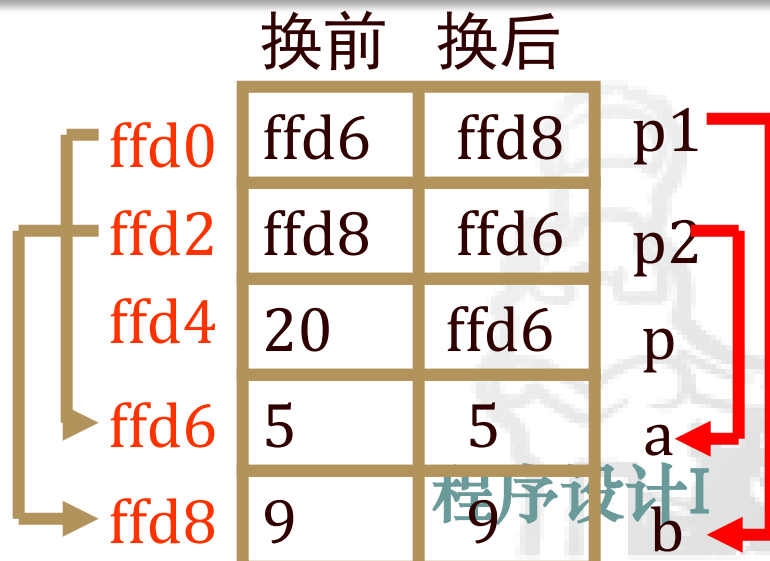 换前 换后
ffd0 ffd6 ffd8 p1
ffd2 ffd8 ffd6 p2
ffd4 20 ffd6 p
ffd6 5 5 a
程序设计I
ffd8 9 9 b